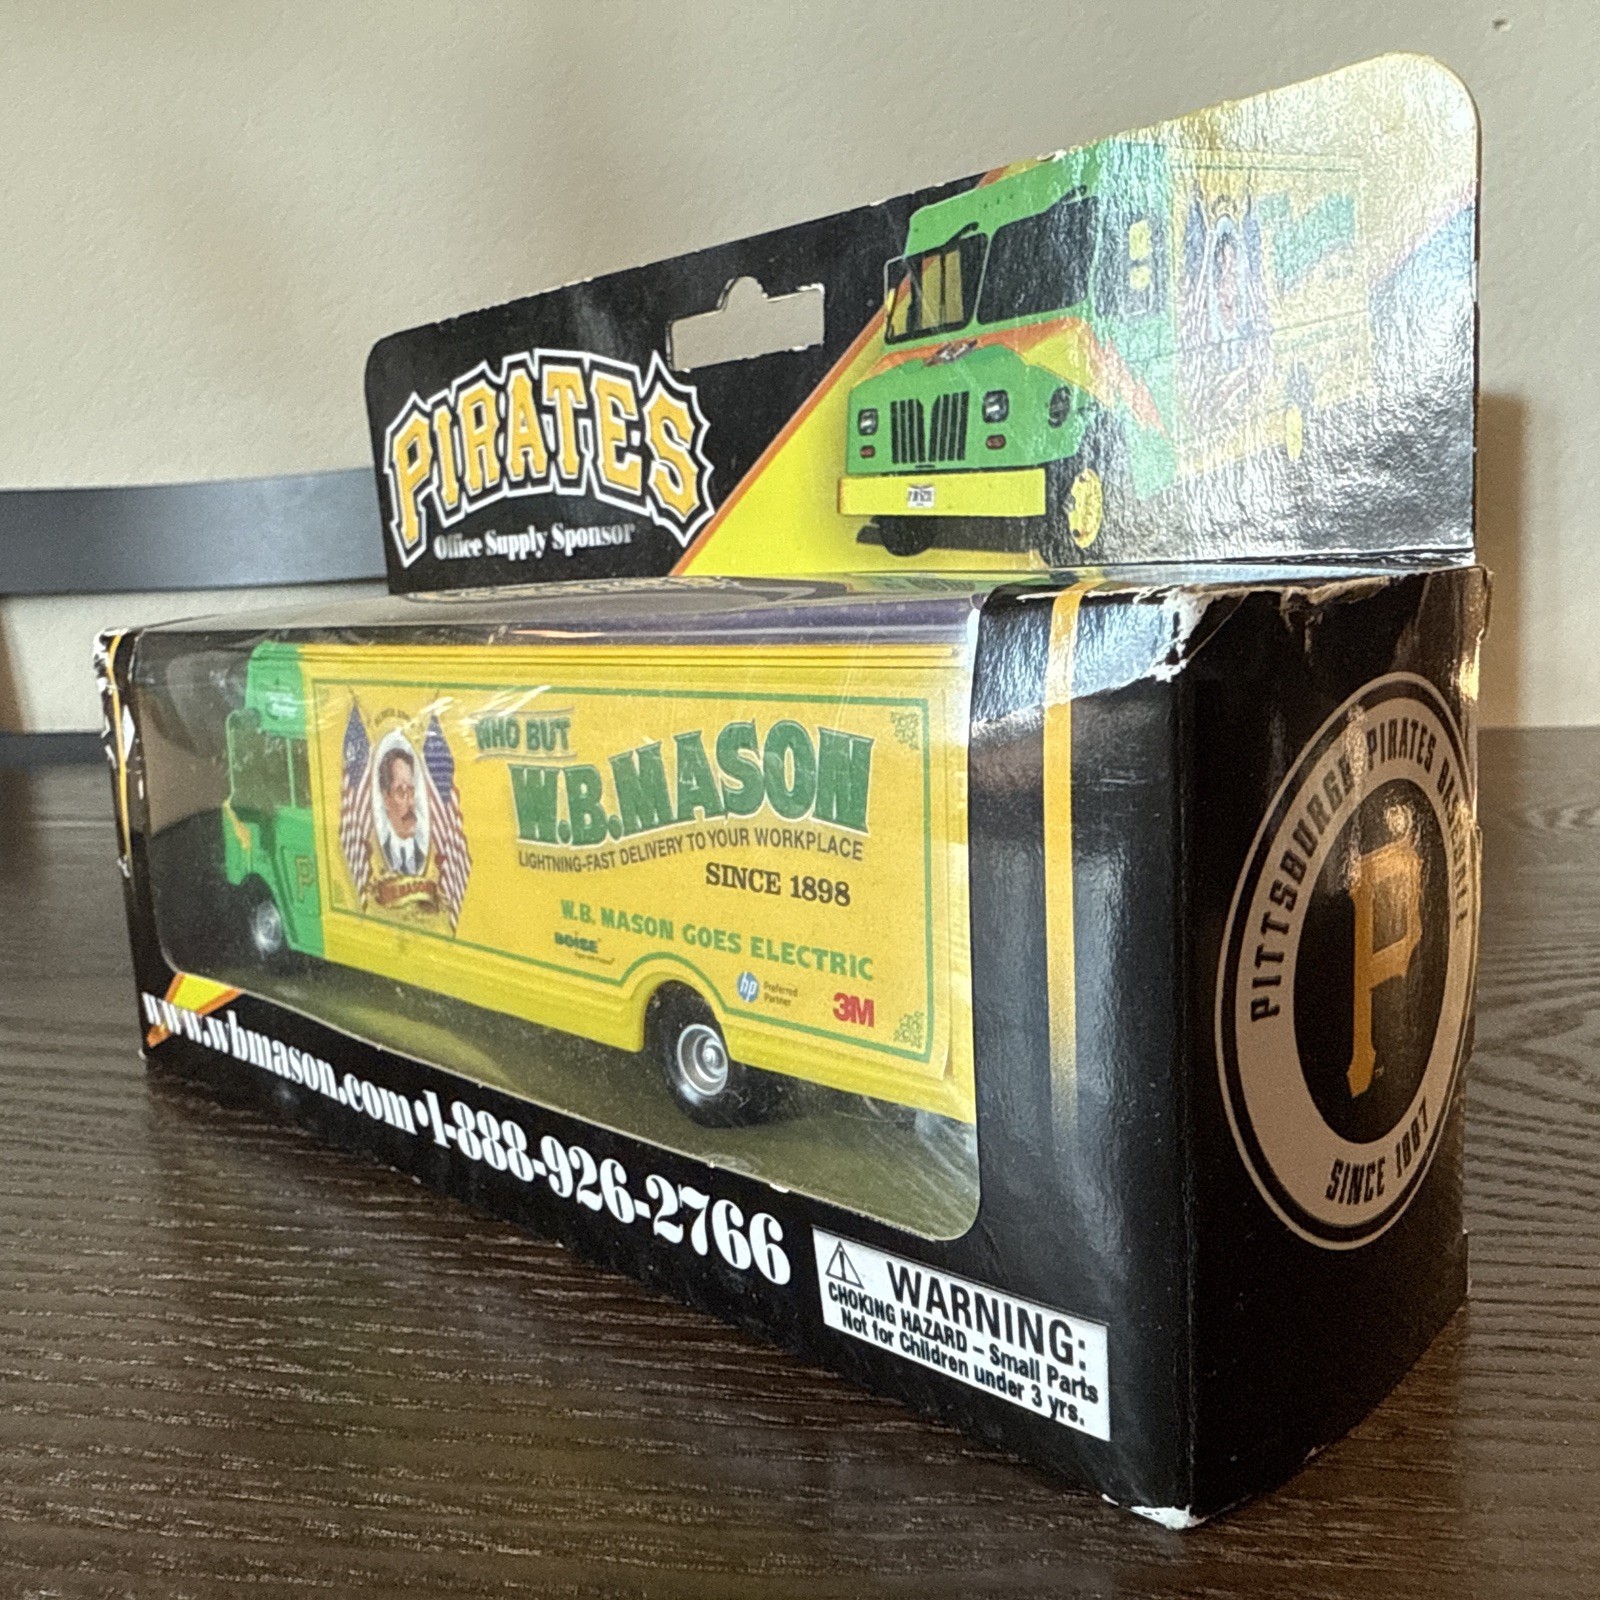 PIRATES
Office Supply Sponsor
WHO BUT
W.B. MASON
LIGHTNING-FAST DELIVERY TO YOUR WORKPLACE
SINCE 1898
W.B. MASON GOES ELECTRIC
BOISE
hp Preferred Partner
3M
P
www.wbmason.com•1-888-926-2766
WARNING:
CHOKING HAZARD – Small Parts
Not for Children under 3 yrs.
PITTSBURGH PIRATES BASEBALL
P
SINCE 1887